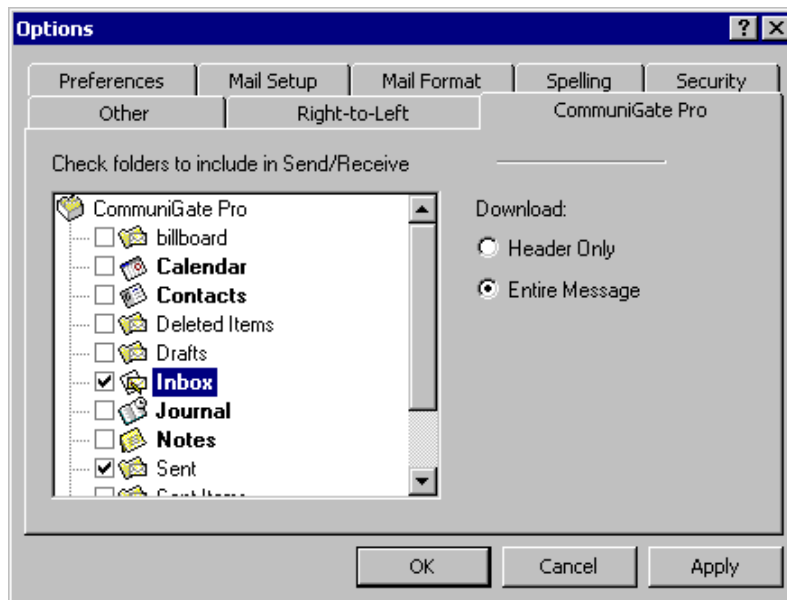 Options
Preferences Mail Setup Mail Format Spelling Security
Other Right-to-Left CommuniGate Pro
Check folders to include in Send/Receive
CommuniGate Pro
billboard
Calendar
Contacts
Deleted Items
Drafts
Inbox
Journal
Notes
Sent
Sent Items
Download:
Header Only
Entire Message
OK Cancel Apply